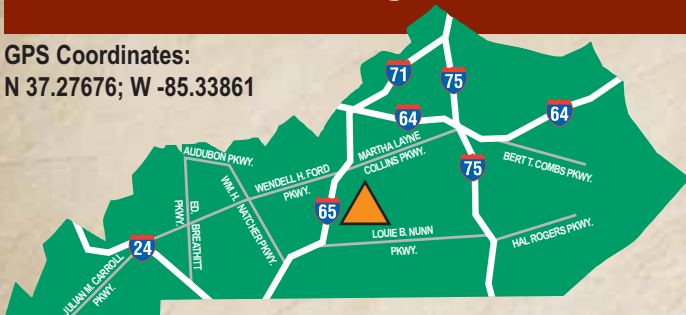 GPS Coordinates:
N 37.27676; W -85.33861
71
75
64
64
AUDUBON PKWY.
MARTHA LAYNE
COLLINS PKWY.
WENDELL H. FORD
PKWY.
75
BERT T. COMBS PKWY.
WM. H. NATCHER PKWY.
65
ED. BREATHITT
PKWY.
LOUIE B. NUNN
PKWY.
HAL ROGERS PKWY.
24
JULIAN M. CARROLL
PKWY.